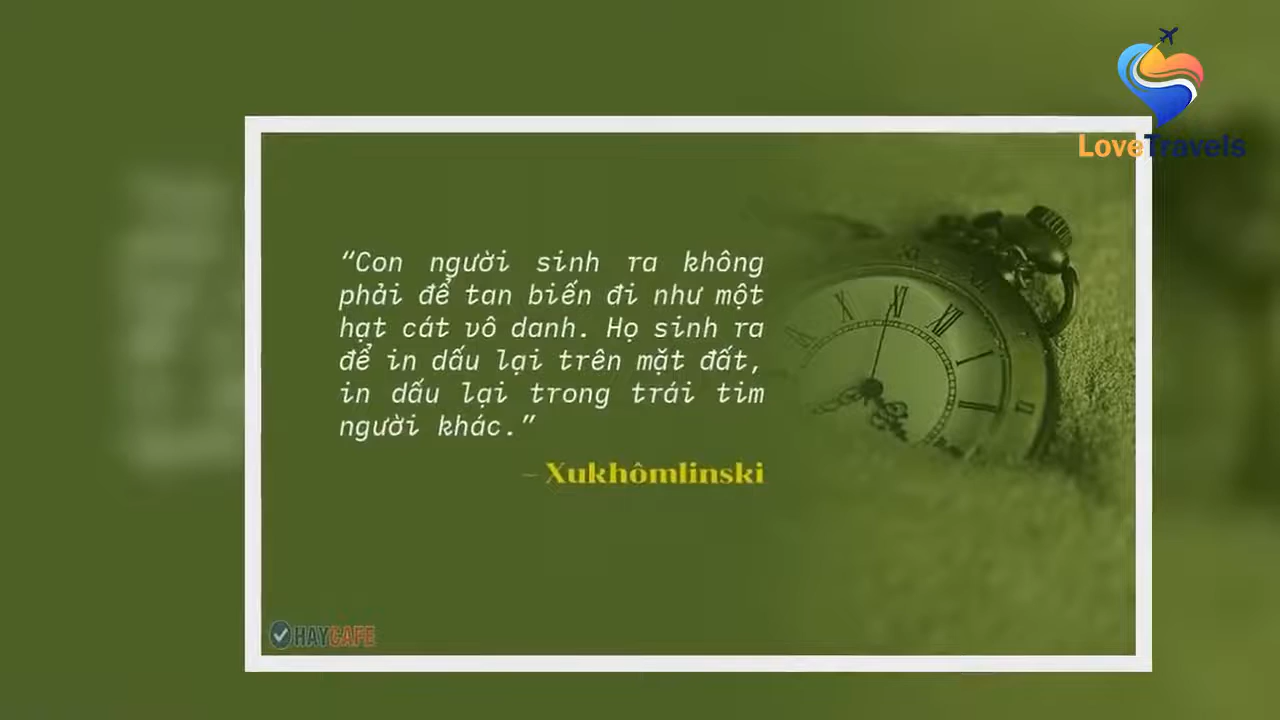 LoveTravels
“Con người sinh ra không
phải để tan biến đi như một
hạt cát vô danh. Họ sinh ra
để in dấu lại trên mặt đất,
in dấu lại trong trái tim
người khác.”
– Xukhômlinski
HAYCAFE